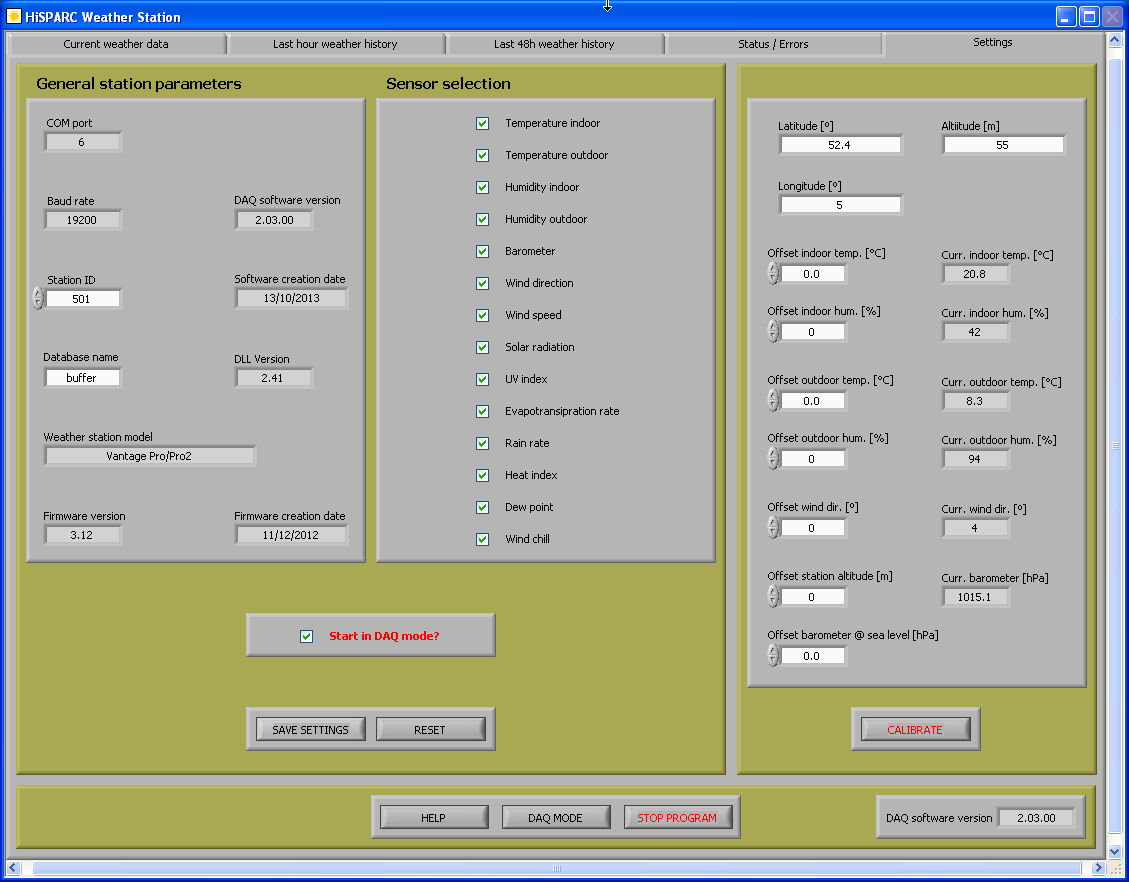 HiSPARC Weather Station
Current weather data
Last hour weather history
Last 48h weather history
Status / Errors
Settings
General station parameters
COM port
6
Baud rate
19200
DAQ software version
2.03.00
Station ID
501
Software creation date
13/10/2013
Database name
buffer
DLL Version
2.41
Weather station model
Vantage Pro/Pro2
Firmware version
3.12
Firmware creation date
11/12/2012
Sensor selection
Temperature indoor
Temperature outdoor
Humidity indoor
Humidity outdoor
Barometer
Wind direction
Wind speed
Solar radiation
UV index
Evapotransipration rate
Rain rate
Heat index
Dew point
Wind chill
Start in DAQ mode?
SAVE SETTINGS
RESET
Latitude [º]
52.4
Altiitude [m]
55
Longitude [º]
5
Offset indoor temp. [°C]
0.0
Curr. indoor temp. [°C]
20.8
Offset indoor hum. [%]
0
Curr. indoor hum. [%]
42
Offset outdoor temp. [°C]
0.0
Curr. outdoor temp. [°C]
8.3
Offset outdoor hum. [%]
0
Curr. outdoor hum. [%]
94
Offset wind dir. [º]
0
Curr. wind dir. [º]
4
Offset station altitude [m]
0
Curr. barometer [hPa]
1015.1
Offset barometer @ sea level [hPa]
0.0
CALIBRATE
HELP
DAQ MODE
STOP PROGRAM
DAQ software version
2.03.00